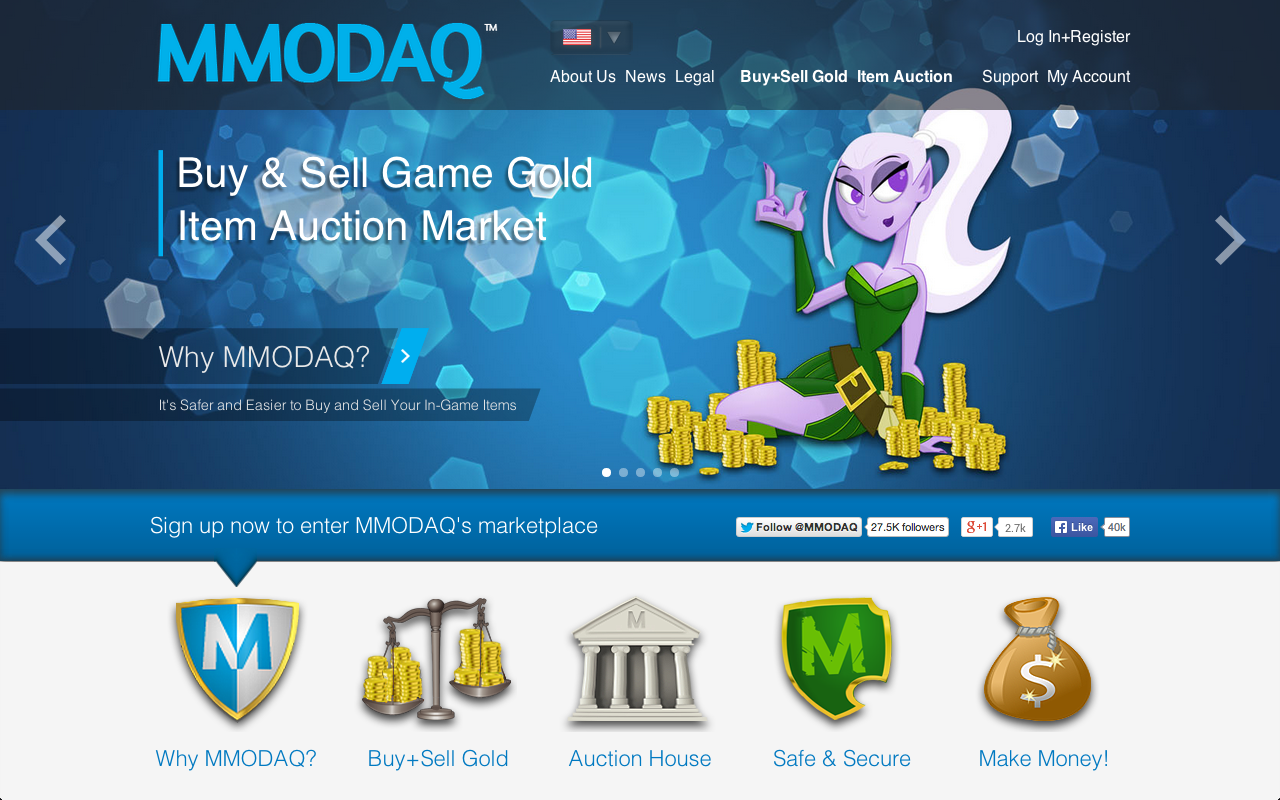 MMODAQ™
Log In+Register
About Us News Legal Buy+Sell Gold Item Auction Support My Account
Buy & Sell Game Gold
Item Auction Market
Why MMODAQ?
It's Safer and Easier to Buy and Sell Your In-Game Items
Sign up now to enter MMODAQ's marketplace
Follow @MMODAQ 27.5K followers g+1 2.7k Like 40k
M
M
M
$
Why MMODAQ? Buy+Sell Gold Auction House Safe & Secure Make Money!